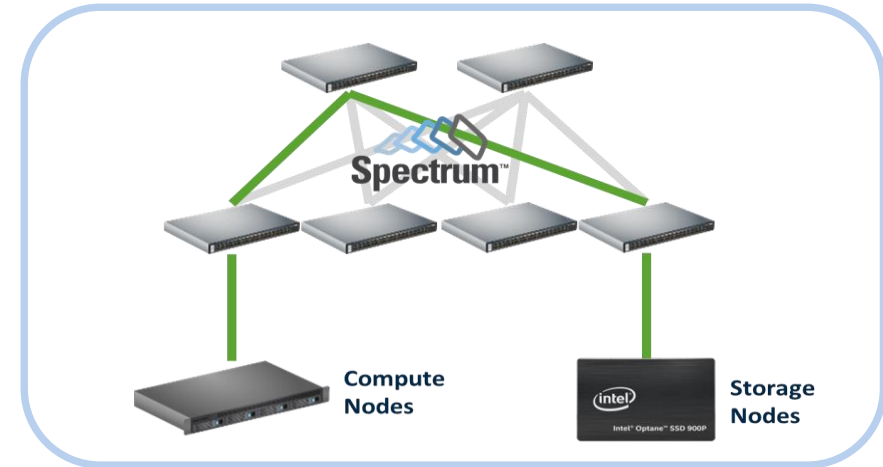 Spectrum™
Compute
Nodes
(intel)
Intel® Optane™ SSD 900P
Storage
Nodes